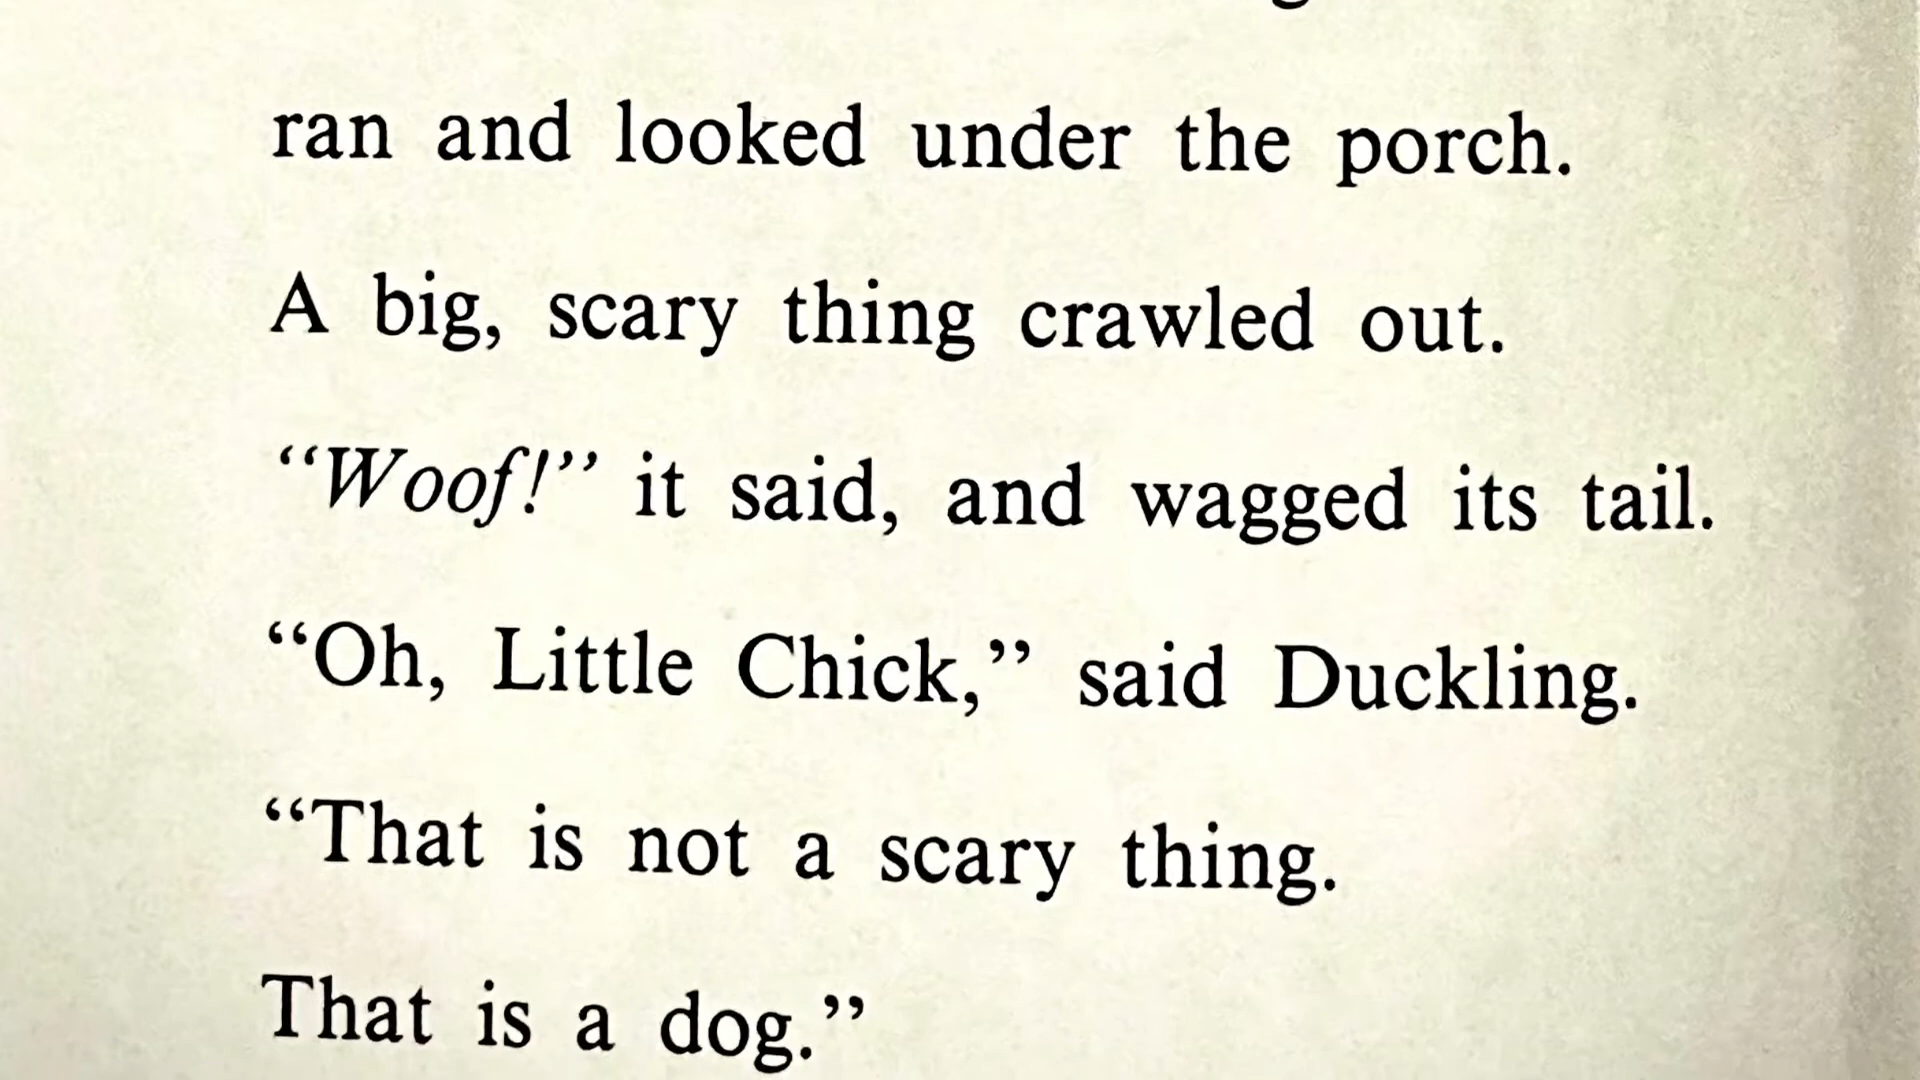 ran and looked under the porch.
A big, scary thing crawled out.
“Woof!” it said, and wagged its tail.
“Oh, Little Chick,” said Duckling.
“That is not a scary thing.
That is a dog.”